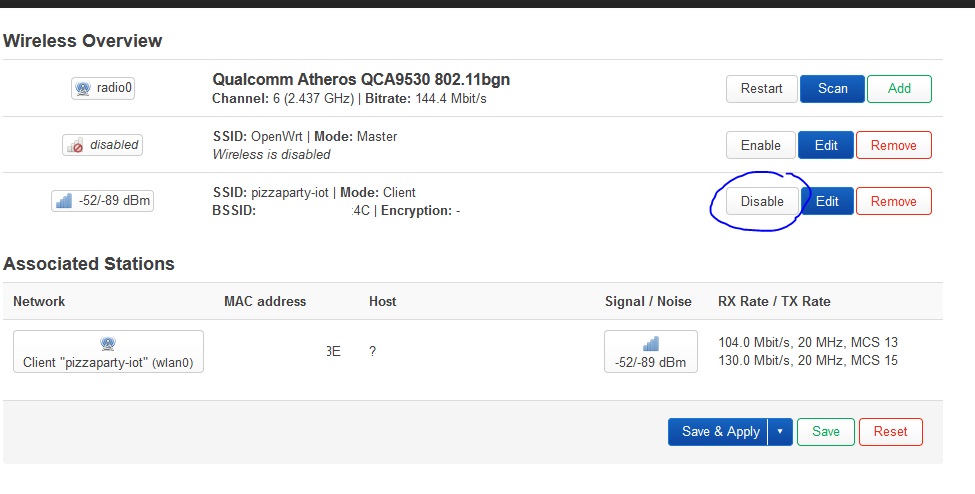 Wireless Overview
radio0
Qualcomm Atheros QCA9530 802.11bgn
Channel: 6 (2.437 GHz) | Bitrate: 144.4 Mbit/s
Restart Scan Add
disabled
SSID: OpenWrt | Mode: Master
Wireless is disabled
Enable Edit Remove
-52/-89 dBm
SSID: pizzaparty-iot | Mode: Client
BSSID: :4C | Encryption: -
Disable Edit Remove
Associated Stations
Network MAC address Host Signal / Noise RX Rate / TX Rate
Client "pizzaparty-iot" (wlan0)
3E ?
-52/-89 dBm
104.0 Mbit/s, 20 MHz, MCS 13
130.0 Mbit/s, 20 MHz, MCS 15
Save & Apply Save Reset